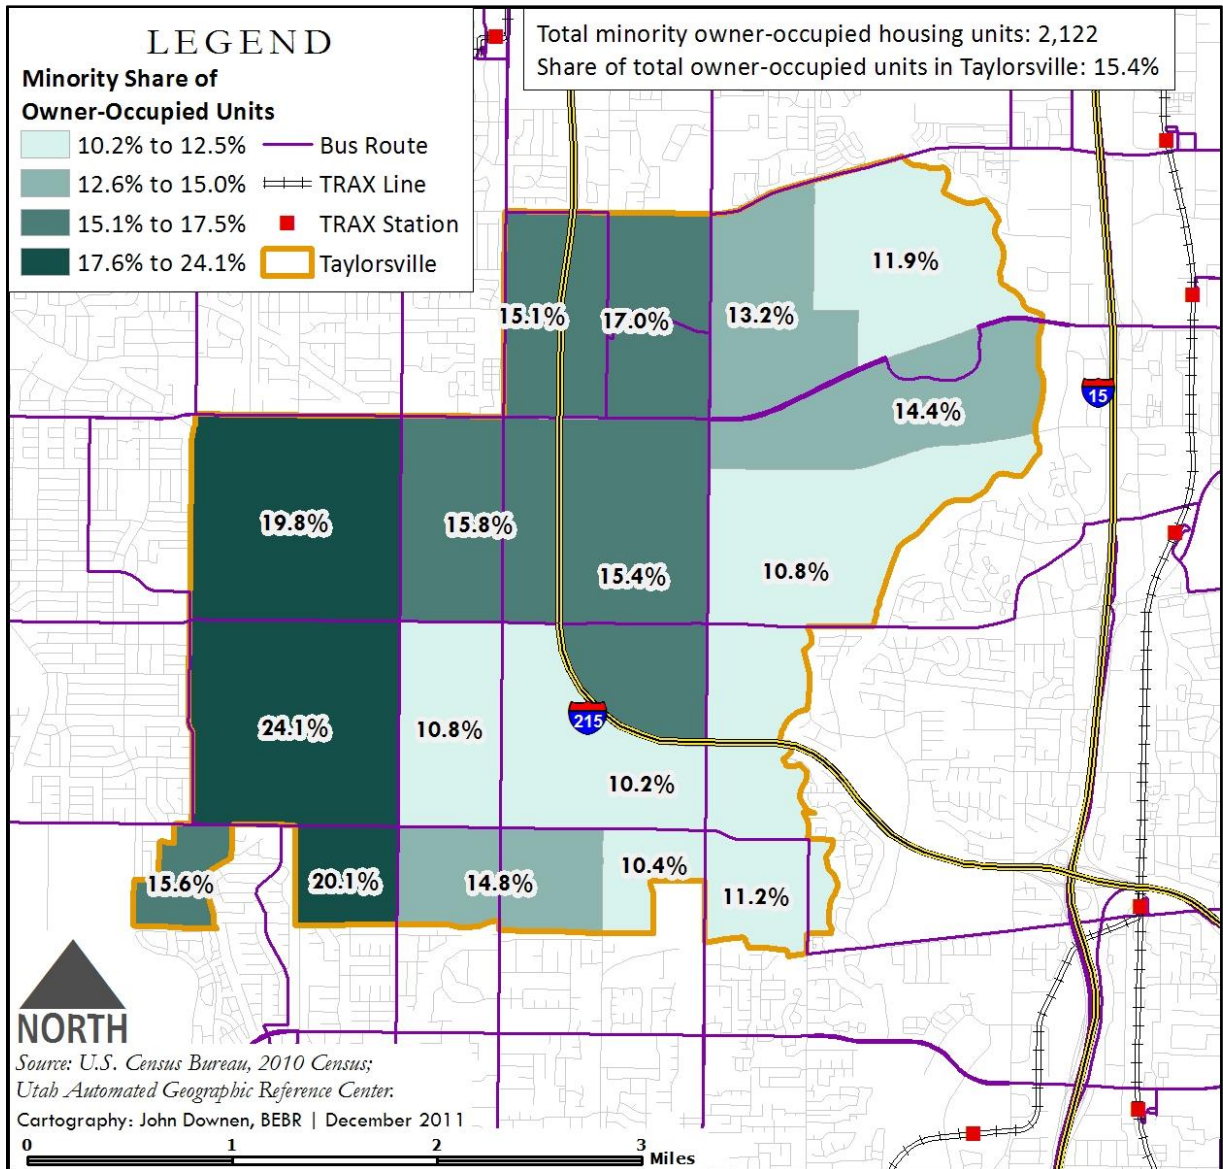 LEGEND
Minority Share of
Owner-Occupied Units
10.2% to 12.5%
12.6% to 15.0%
15.1% to 17.5%
17.6% to 24.1%
Bus Route
TRAX Line
TRAX Station
Taylorsville
Total minority owner-occupied housing units: 2,122
Share of total owner-occupied units in Taylorsville: 15.4%
11.9%
15.1%
17.0%
13.2%
15
14.4%
19.8%
15.8%
15.4%
10.8%
24.1%
10.8%
215
10.2%
15.6%
20.1%
14.8%
10.4%
11.2%
NORTH
Source: U.S. Census Bureau, 2010 Census;
Utah Automated Geographic Reference Center.
Cartography: John Downen, BEBR | December 2011
0 1 2 3 Miles